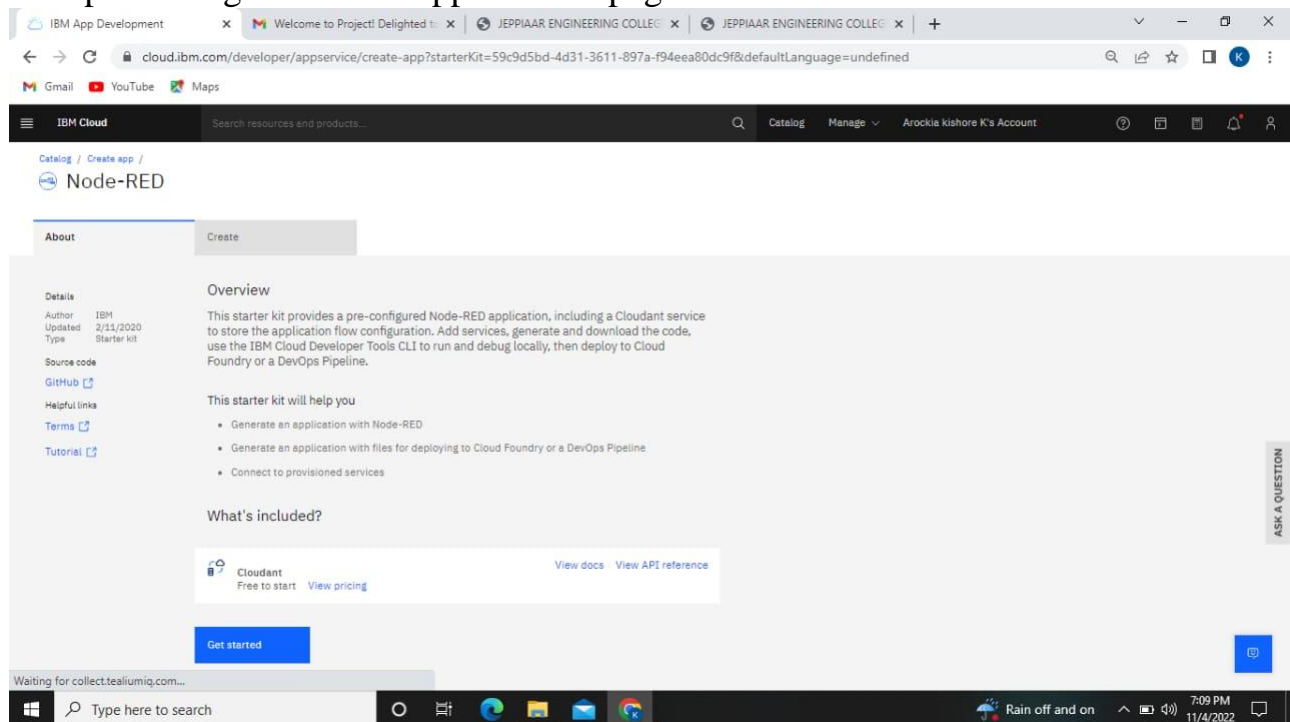 IBM App Development
Welcome to Project! Delighted to
JEPPIAAR ENGINEERING COLLEG
JEPPIAAR ENGINEERING COLLEG
cloud.ibm.com/developer/appservice/create-app?starterKit=59c9d5bd-4d31-3611-897a-f94eea80dc9f&defaultLanguage=undefined
K
Gmail
YouTube
Maps
IBM Cloud
Search resources and products...
Catalog
Manage
Arockia kishore K's Account
Catalog / Create app /
Node-RED
About
Create
Details
Author IBM
Updated 2/11/2020
Type Starter kit
Source code
GitHub
Helpful links
Terms
Tutorial
Overview
This starter kit provides a pre-configured Node-RED application, including a Cloudant service
to store the application flow configuration. Add services, generate and download the code,
use the IBM Cloud Developer Tools CLI to run and debug locally, then deploy to Cloud
Foundry or a DevOps Pipeline.
This starter kit will help you
• Generate an application with Node-RED
• Generate an application with files for deploying to Cloud Foundry or a DevOps Pipeline
• Connect to provisioned services
What's included?
Cloudant
Free to start View pricing
View docs View API reference
Get started
ASK A QUESTION
Waiting for collect.tealiumiq.com...
Type here to search
Rain off and on
7:09 PM
11/4/2022